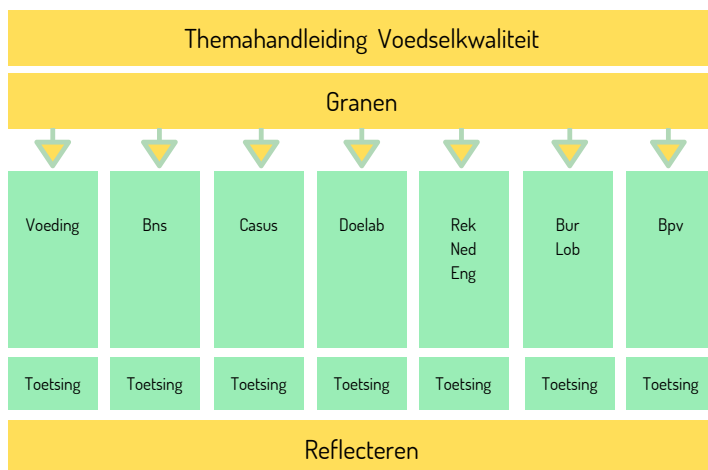 Themahandleiding Voedselkwaliteit
Granen
Voeding
Bns
Casus
Doelab
Rek
Ned
Eng
Bur
Lob
Bpv
Toetsing
Toetsing
Toetsing
Toetsing
Toetsing
Toetsing
Toetsing
Reflecteren